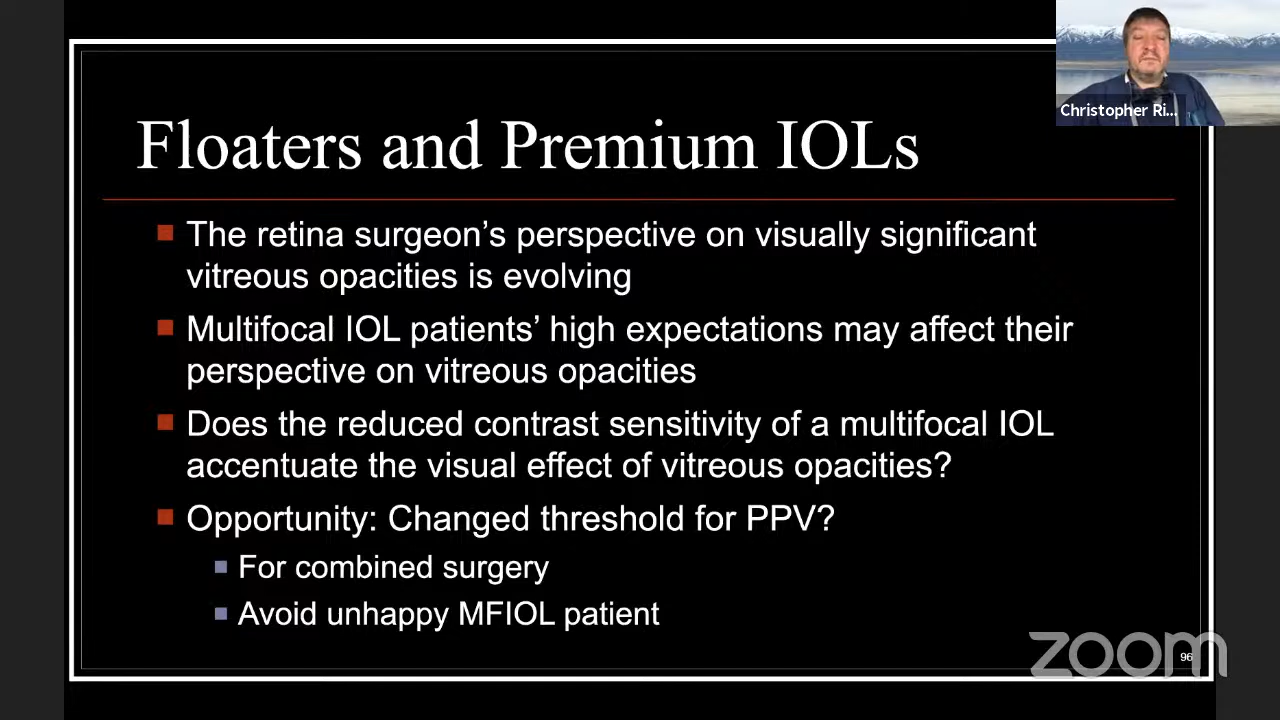 Christopher Ri...
Floaters and Premium IOLs
The retina surgeon’s perspective on visually significant
vitreous opacities is evolving
Multifocal IOL patients’ high expectations may affect their
perspective on vitreous opacities
Does the reduced contrast sensitivity of a multifocal IOL
accentuate the visual effect of vitreous opacities?
Opportunity: Changed threshold for PPV?
For combined surgery
Avoid unhappy MFIOL patient
zoom
96